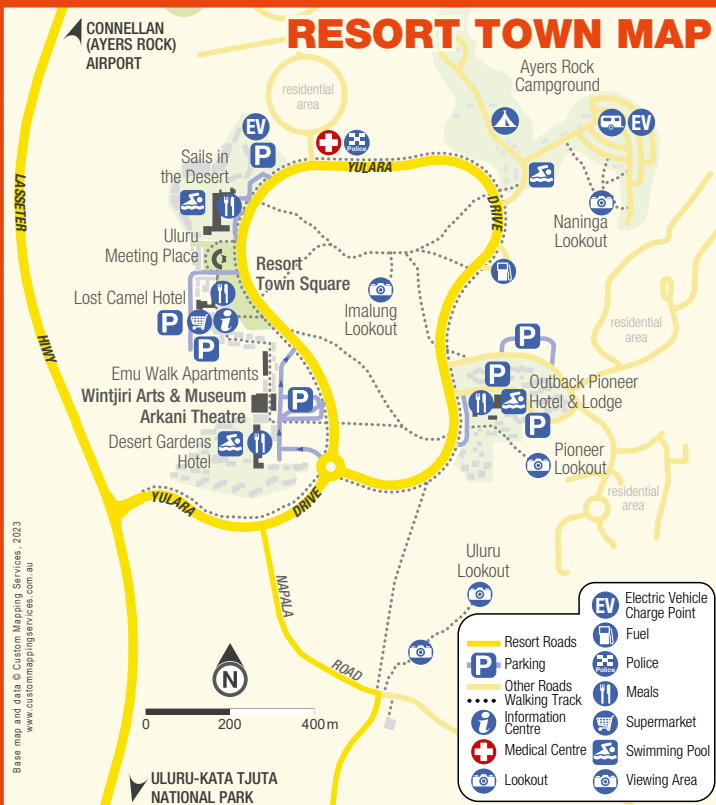 RESORT TOWN MAP
CONNELLAN
(AYERS ROCK)
AIRPORT
Ayers Rock
Campground
residential
area
EV
P
Police
YULARA
EV
Sails in
the Desert
LASSETER
DRIVE
Naninga
Lookout
Uluru
Meeting Place
Resort
Town Square
Lost Camel Hotel
Imalung
Lookout
P
i
P
residential
area
HIWY
P
Emu Walk Apartments
Wintjiri Arts & Museum
Arkani Theatre
P
P
Outback Pioneer
Hotel & Lodge
P
Desert Gardens
Hotel
Pioneer
Lookout
residential
area
YULARA
DRIVE
Uluru
Lookout
NAPALA
ROAD
N
0 200 400m
ULURU-KATA TJUTA
NATIONAL PARK
Base map and data © Custom Mapping Services, 2023
www.custommappingservices.com.au
Resort Roads
P Parking
Other Roads
Walking Track
i Information
Centre
Medical Centre
Lookout
EV Electric Vehicle
Charge Point
Fuel
Police Police
Meals
Supermarket
Swimming Pool
Viewing Area